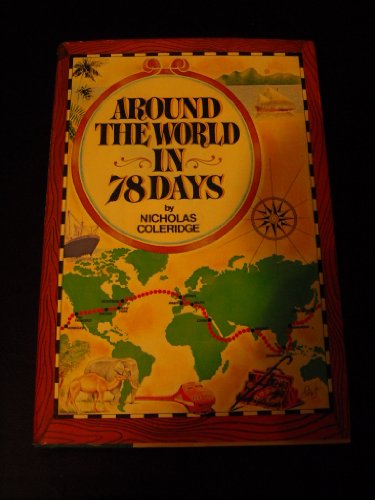 AROUND
THE WORLD
IN
78 DAYS
by
NICHOLAS
COLERIDGE